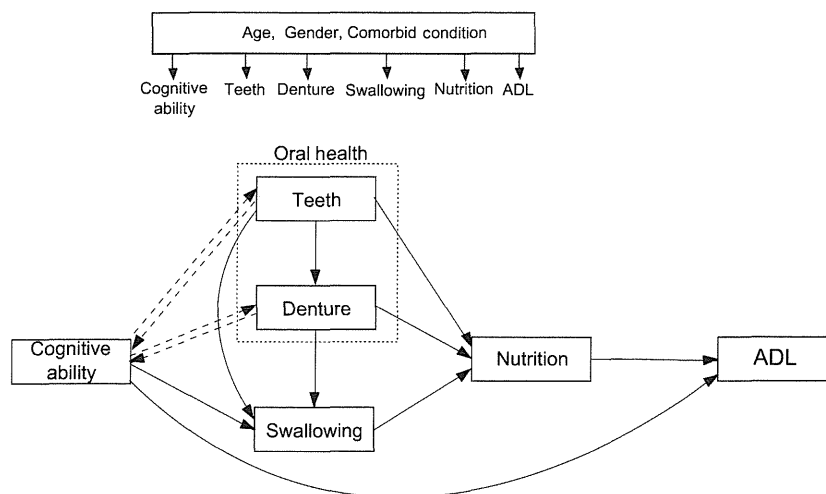 Age, Gender, Comorbid condition
Cognitive ability Teeth Denture Swallowing Nutrition ADL
Oral health
Teeth
Denture
Cognitive
ability
Nutrition
ADL
Swallowing